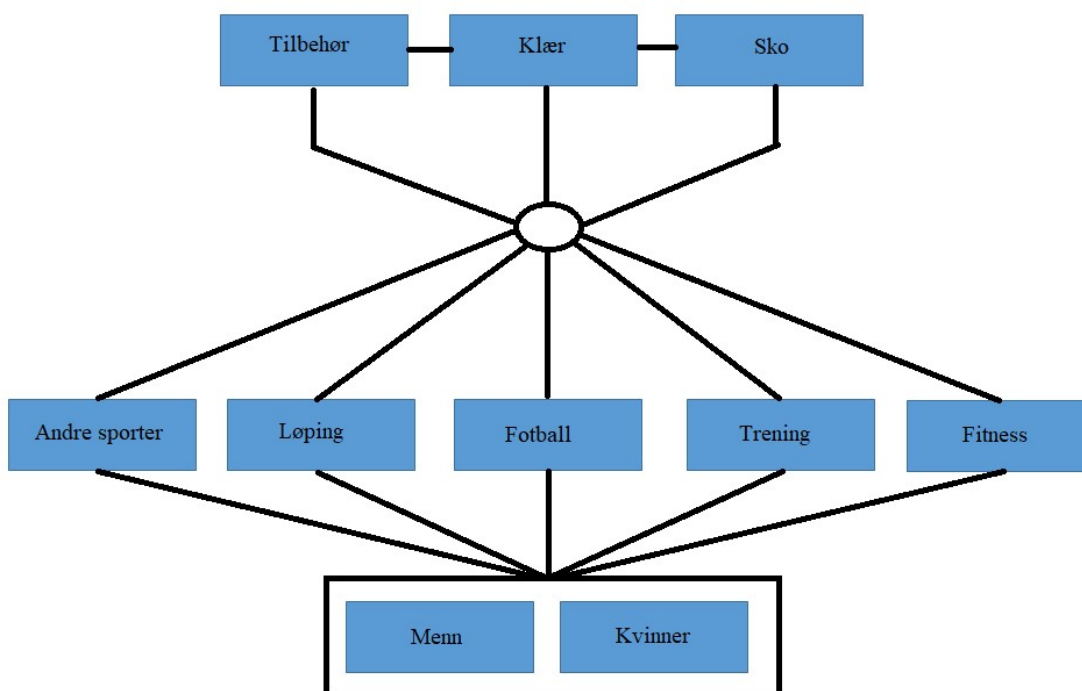 Tilbehør
Klær
Sko
Andre sporter
Løping
Fotball
Trening
Fitness
Menn
Kvinner